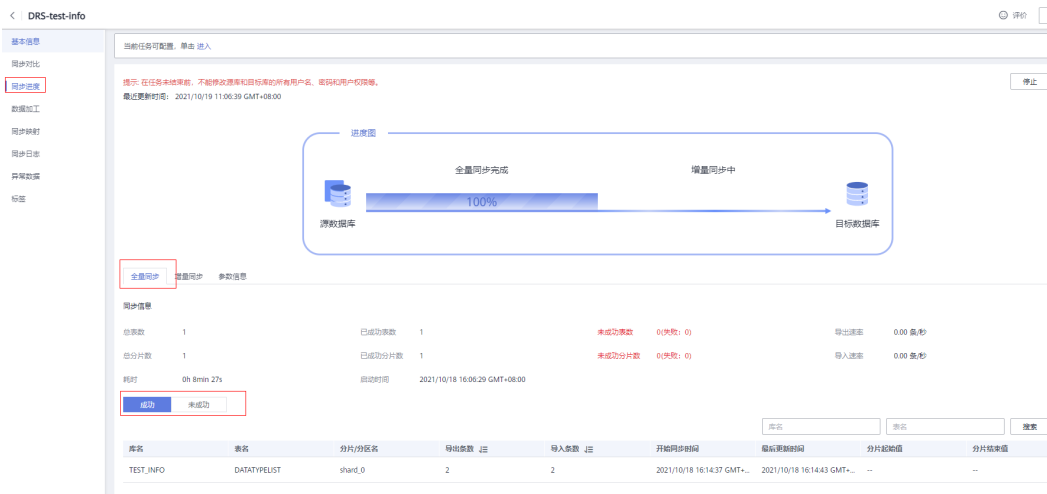 DRS-test-info
评价
基本信息
同步对比
同步进度
数据加工
同步映射
同步日志
异常数据
标签
当前任务可配置，单击 进入
提示: 在任务未结束前，不能修改源库和目标库的所有用户名、密码和用户权限等。
停止
最近更新时间： 2021/10/19 11:06:39 GMT+08:00
进度图
全量同步完成 增量同步中
100%
源数据库 目标数据库
全量同步 增量同步 参数信息
同步信息
总表数 1 已成功表数 1 未成功表数 0(失败：0) 导出速率 0.00 条/秒
总分片数 1 已成功分片数 1 未成功分片数 0(失败：0) 导入速率 0.00 条/秒
耗时 0h 8min 27s 启动时间 2021/10/18 16:06:29 GMT+08:00
成功 未成功
库名 表名 搜索
库名 表名 分片/分区名 导出条数 导入条数 开始同步时间 最后更新时间 分片起始值 分片结束值
TEST_INFO DATATYPELIST shard_0 2 2 2021/10/18 16:14:37 GMT+... 2021/10/18 16:14:43 GMT+... -- --